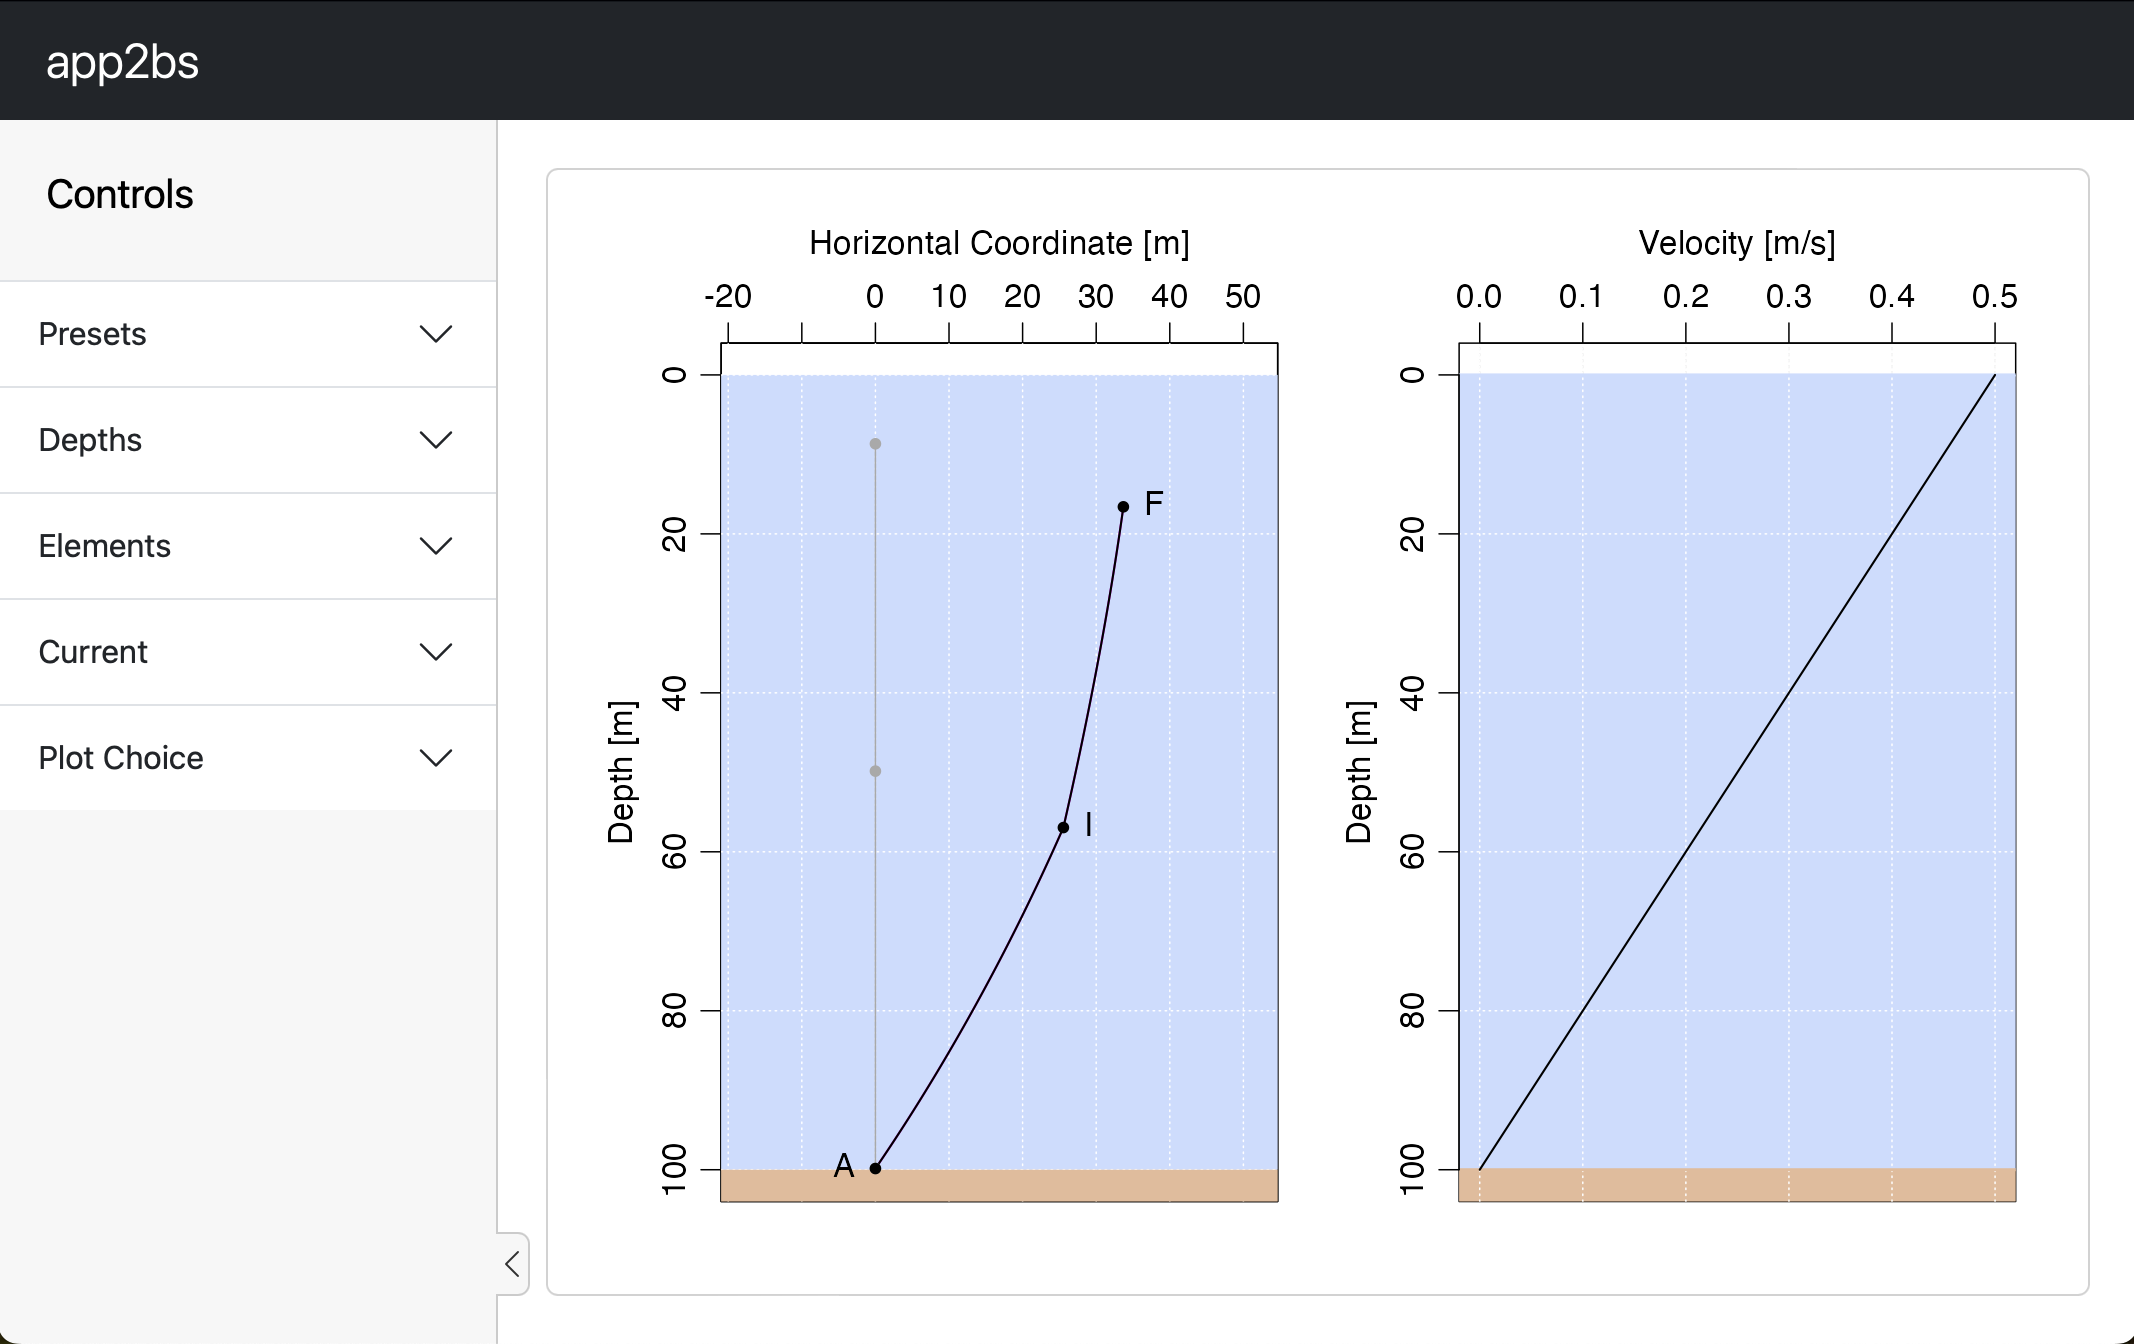 app2bs
Controls
Presets
Depths
Elements
Current
Plot Choice
Horizontal Coordinate [m]
-20 0 10 20 30 40 50
Depth [m]
0
20
40
60
80
100
F
I
A
Velocity [m/s]
0.0 0.1 0.2 0.3 0.4 0.5
Depth [m]
0
20
40
60
80
100